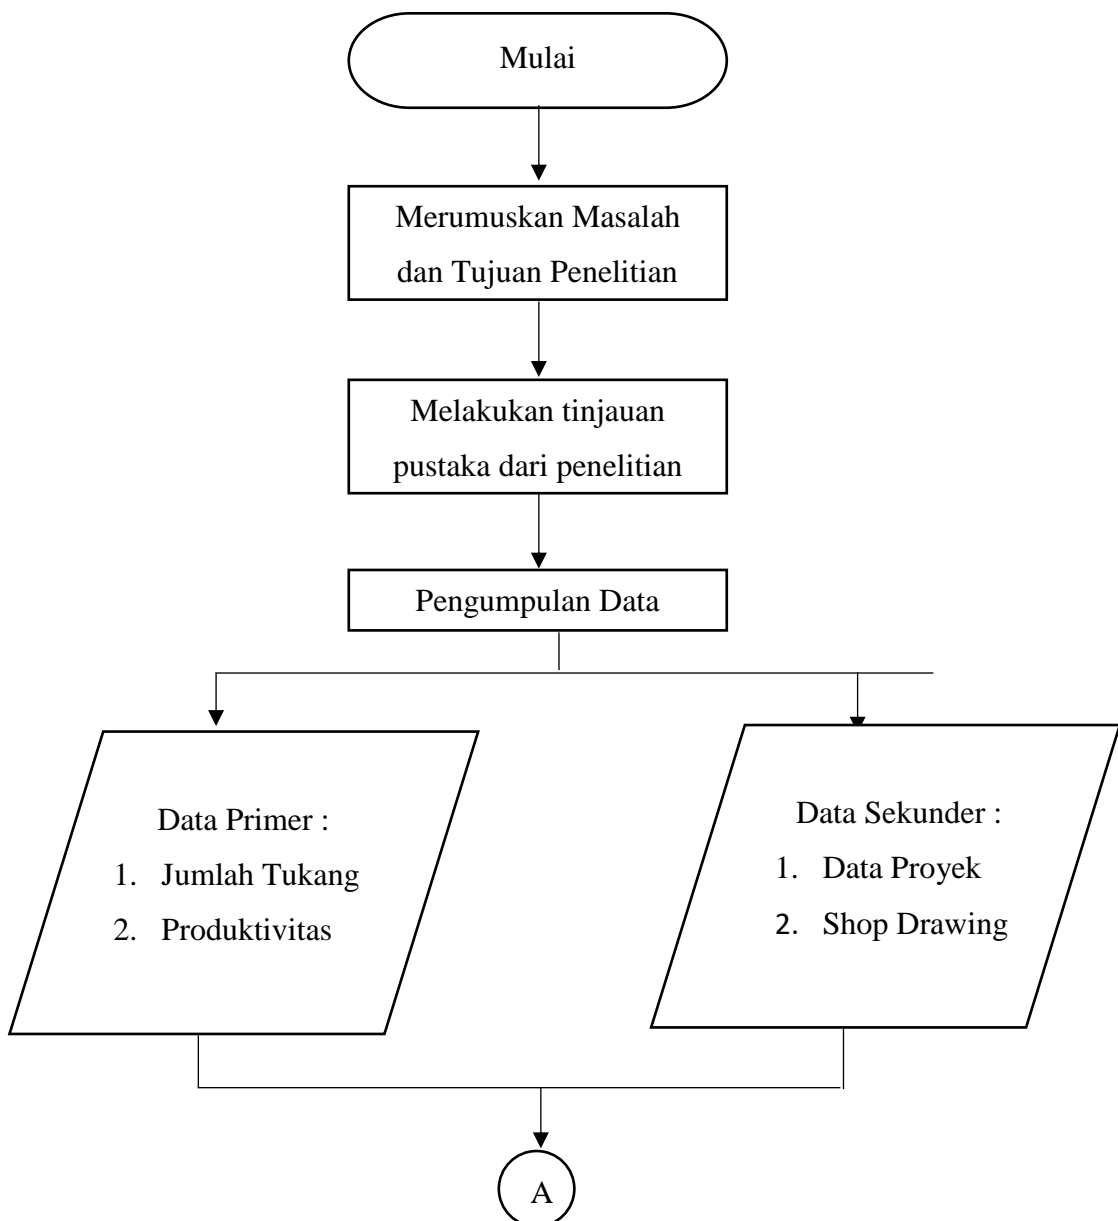 Mulai
Merumuskan Masalah
dan Tujuan Penelitian
Melakukan tinjauan
pustaka dari penelitian
Pengumpulan Data
Data Primer :
1. Jumlah Tukang
2. Produktivitas
Data Sekunder :
1. Data Proyek
2. Shop Drawing
A